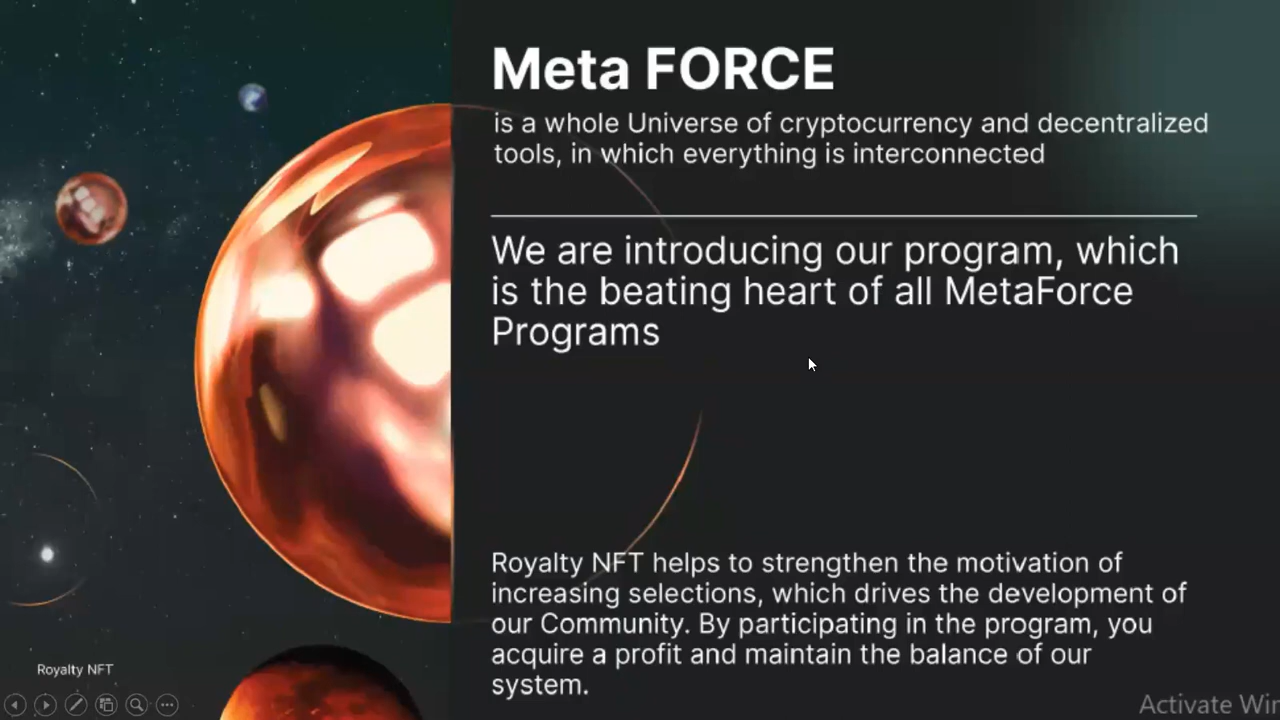 Meta FORCE
is a whole Universe of cryptocurrency and decentralized
tools, in which everything is interconnected
We are introducing our program, which
is the beating heart of all MetaForce
Programs
Royalty NFT helps to strengthen the motivation of
increasing selections, which drives the development of
our Community. By participating in the program, you
acquire a profit and maintain the balance of our
system.
Royalty NFT
Activate Win